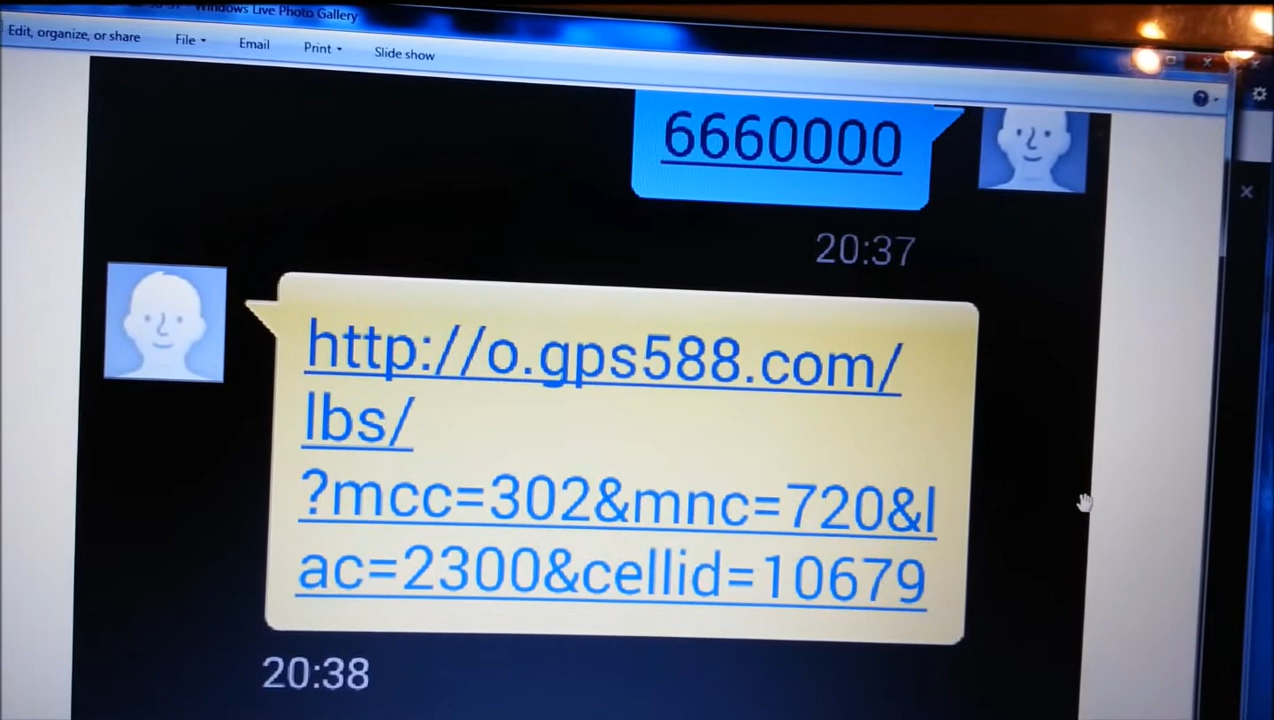 Windows Live Photo Gallery
Edit, organize, or share File Email Print Slide show
6660000
20:37
http://o.gps588.com/
lbs/
?mcc=302&mnc=720&l
ac=2300&cellid=10679
20:38